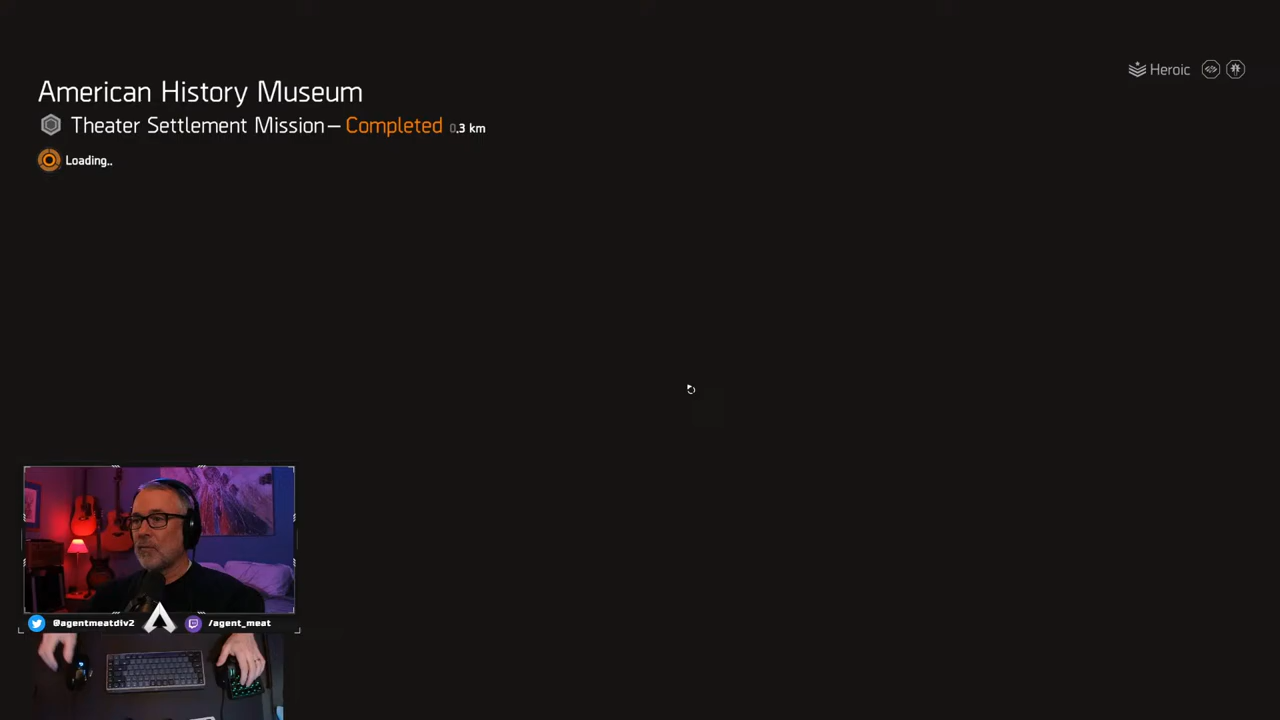 American History Museum
Heroic
Theater Settlement Mission— Completed 0.3 km
Loading..
@agentmeatdiv2
/agent_meat